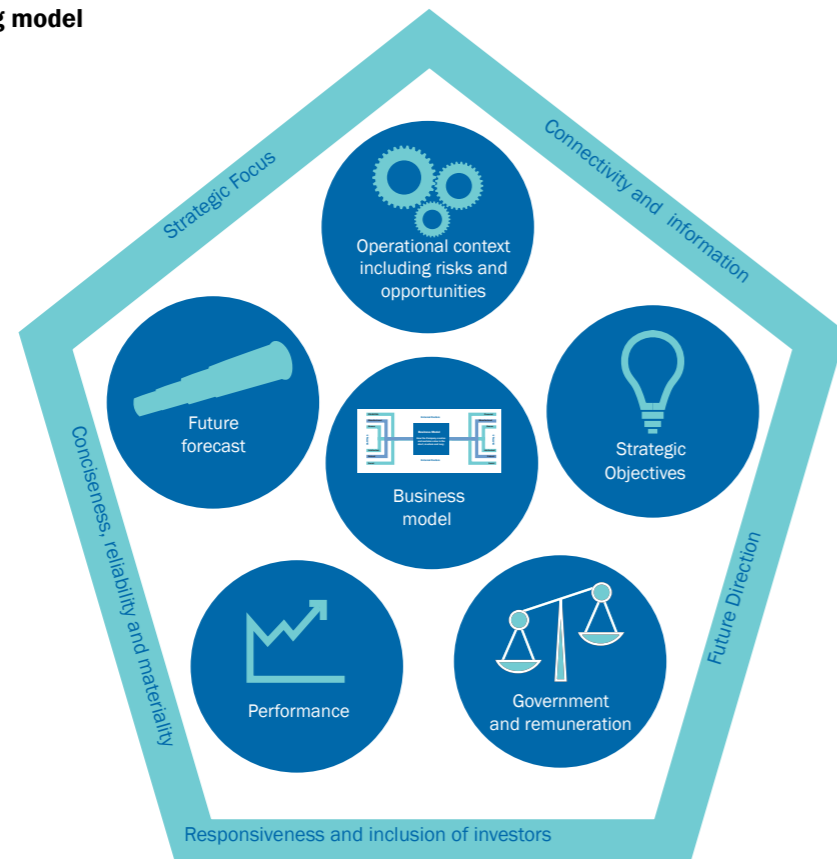 g model
Strategic Focus
Connectivity and information
Operational context
including risks and
opportunities
Future
forecast
Strategic
Objectives
Business
model
Conciseness, reliability and materiality
Future Direction
Performance
Government
and remuneration
Responsiveness and inclusion of investors